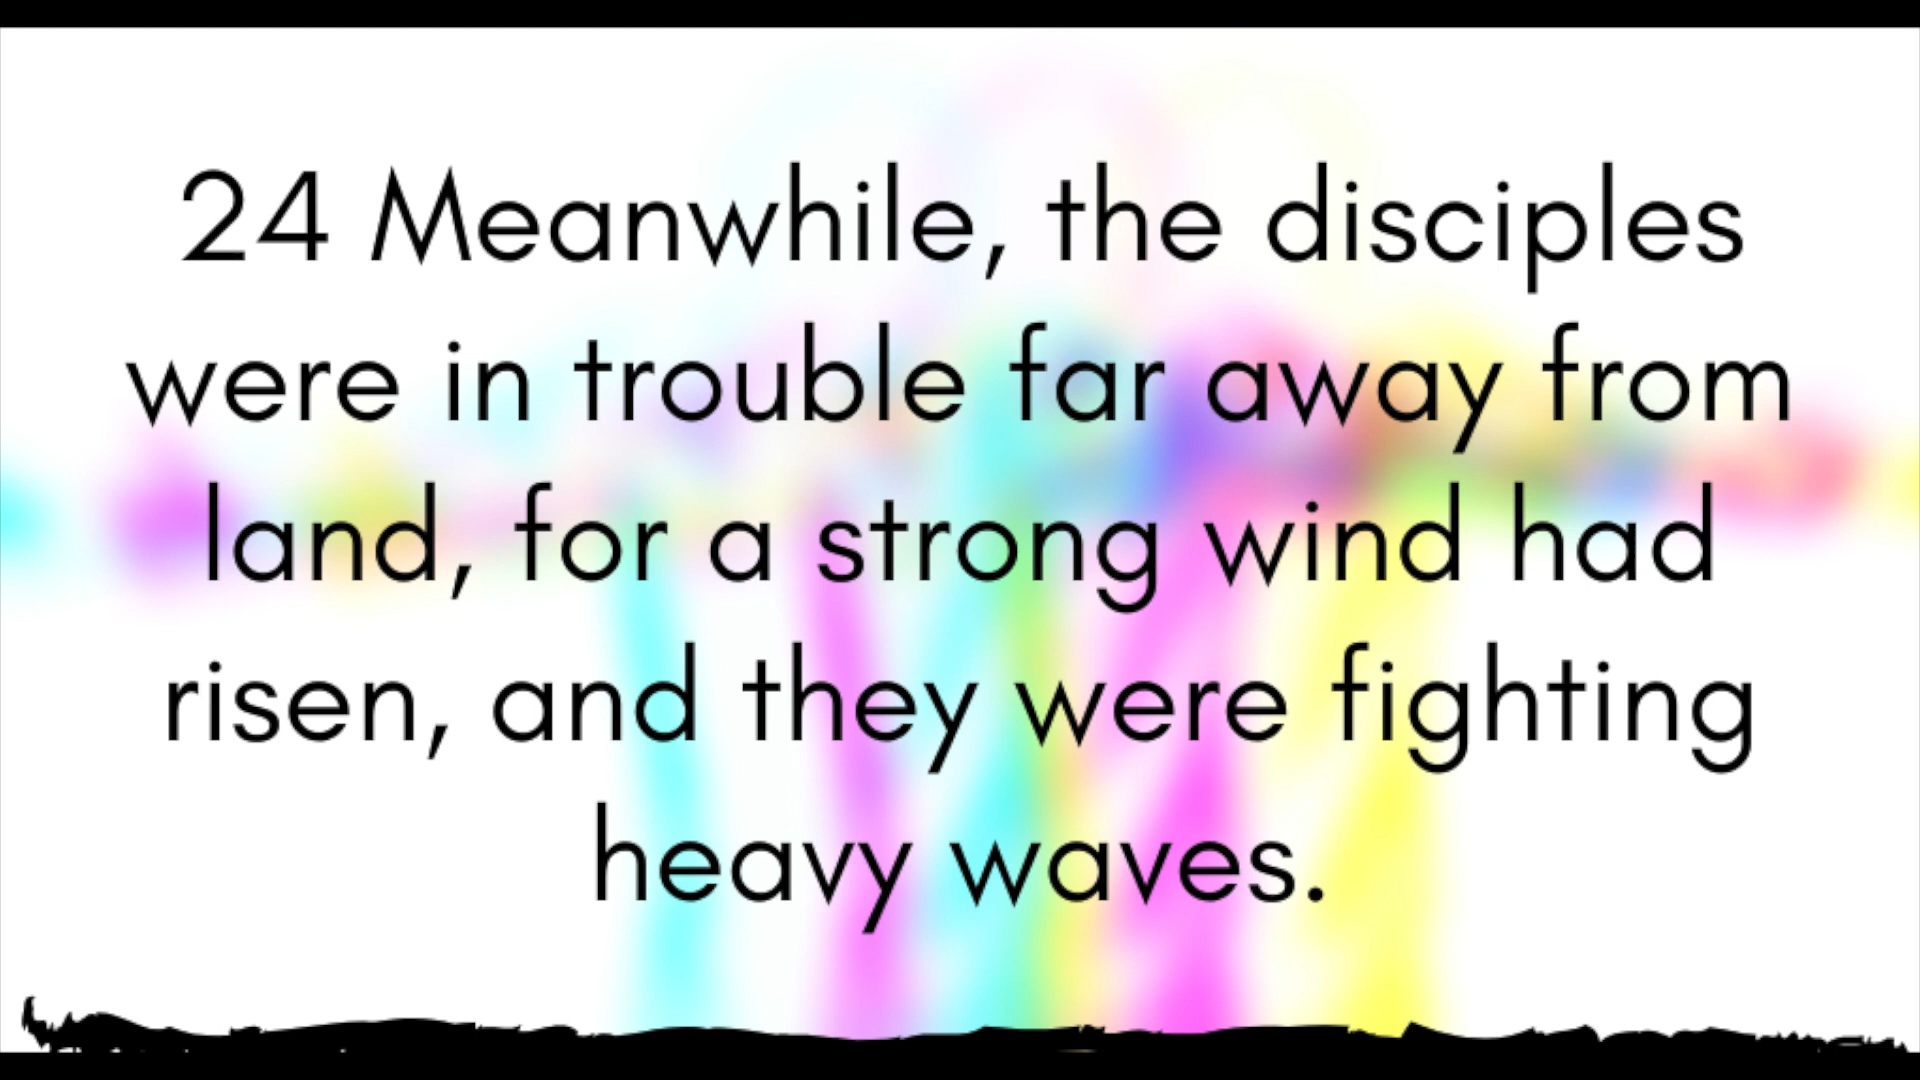 24 Meanwhile, the disciples
were in trouble far away from
land, for a strong wind had
risen, and they were fighting
heavy waves.